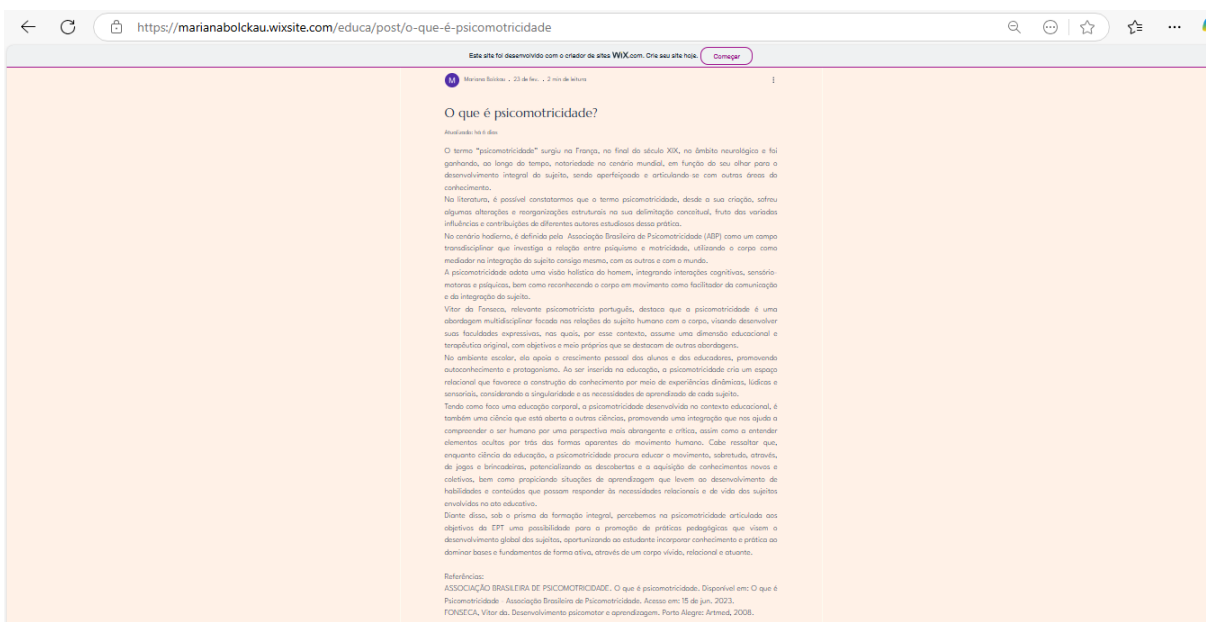 https://marianabolckau.wixsite.com/educa/post/o-que-é-psicomotricidade
Este site foi desenvolvido com o criador de sites WiX.com. Crie seu site hoje. Começar
M Mariana Bolckau . 23 de fev. . 2 min de leitura
O que é psicomotricidade?
Atualizado: há 6 dias
O termo "psicomotricidade" surgiu na França, no final do século XIX, no âmbito neurológico e foi
ganhando, ao longo do tempo, notoriedade no cenário mundial, em função do seu olhar para o
desenvolvimento integral do sujeito, sendo aperfeiçoado e articulando-se com outras áreas do
conhecimento.
Na literatura, é possível constatarmos que o termo psicomotricidade, desde a sua criação, sofreu
algumas alterações e reorganizações estruturais na sua delimitação conceitual, fruto das variadas
influências e contribuições de diferentes autores estudiosos dessa prática.
No cenário hodierno, é definida pela Associação Brasileira de Psicomotricidade (ABP) como um campo
transdisciplinar que investiga a relação entre psiquismo e motricidade, utilizando o corpo como
mediador na integração do sujeito consigo mesmo, com os outros e com o mundo.
A psicomotricidade adota uma visão holística do homem, integrando interações cognitivas, sensório-
motoras e psíquicas, bem como reconhecendo o corpo em movimento como facilitador da comunicação
e da integração do sujeito.
Vitor da Fonseca, relevante psicomotricista português, destaca que a psicomotricidade é uma
abordagem multidisciplinar focada nas relações do sujeito humano com o corpo, visando desenvolver
suas faculdades expressivas, nas quais, por esse contexto, assume uma dimensão educacional e
terapêutica original, com objetivos e meio próprios que se destacam de outras abordagens.
No ambiente escolar, ela apoia o crescimento pessoal dos alunos e dos educadores, promovendo
autoconhecimento e protagonismo. Ao ser inserida na educação, a psicomotricidade cria um espaço
relacional que favorece a construção do conhecimento por meio de experiências dinâmicas, lúdicas e
sensoriais, considerando a singularidade e as necessidades de aprendizado de cada sujeito.
Tendo como foco uma educação corporal, a psicomotricidade desenvolvida no contexto educacional, é
também uma ciência que está aberta a outras ciências, promovendo uma integração que nos ajuda a
compreender o ser humano por uma perspectiva mais abrangente e crítica, assim como a entender
elementos ocultos por trás das formas aparentes do movimento humano. Cabe ressaltar que,
enquanto ciência da educação, a psicomotricidade procura educar o movimento, sobretudo, através,
de jogos e brincadeiras, potencializando as descobertas e a aquisição de conhecimentos novos e
coletivos, bem como propiciando situações de aprendizagem que levem ao desenvolvimento de
habilidades e conteúdos que possam responder às necessidades relacionais e de vida dos sujeitos
envolvidos no ato educativo.
Diante disso, sob o prisma da formação integral, percebemos na psicomotricidade articulada aos
objetivos da EPT uma possibilidade para a promoção de práticas pedagógicas que visem o
desenvolvimento global dos sujeitos, oportunizando ao estudante incorporar conhecimento e prática ao
dominar bases e fundamentos de forma ativa, através de um corpo vivido, relacional e atuante.
Referências:
ASSOCIAÇÃO BRASILEIRA DE PSICOMOTRICIDADE. O que é psicomotricidade. Disponível em: O que é
Psicomotricidade - Associação Brasileira de Psicomotricidade. Acesso em: 15 de jun. 2023.
FONSECA, Vitor da. Desenvolvimento psicomotor e aprendizagem. Porto Alegre: Artmed, 2008.